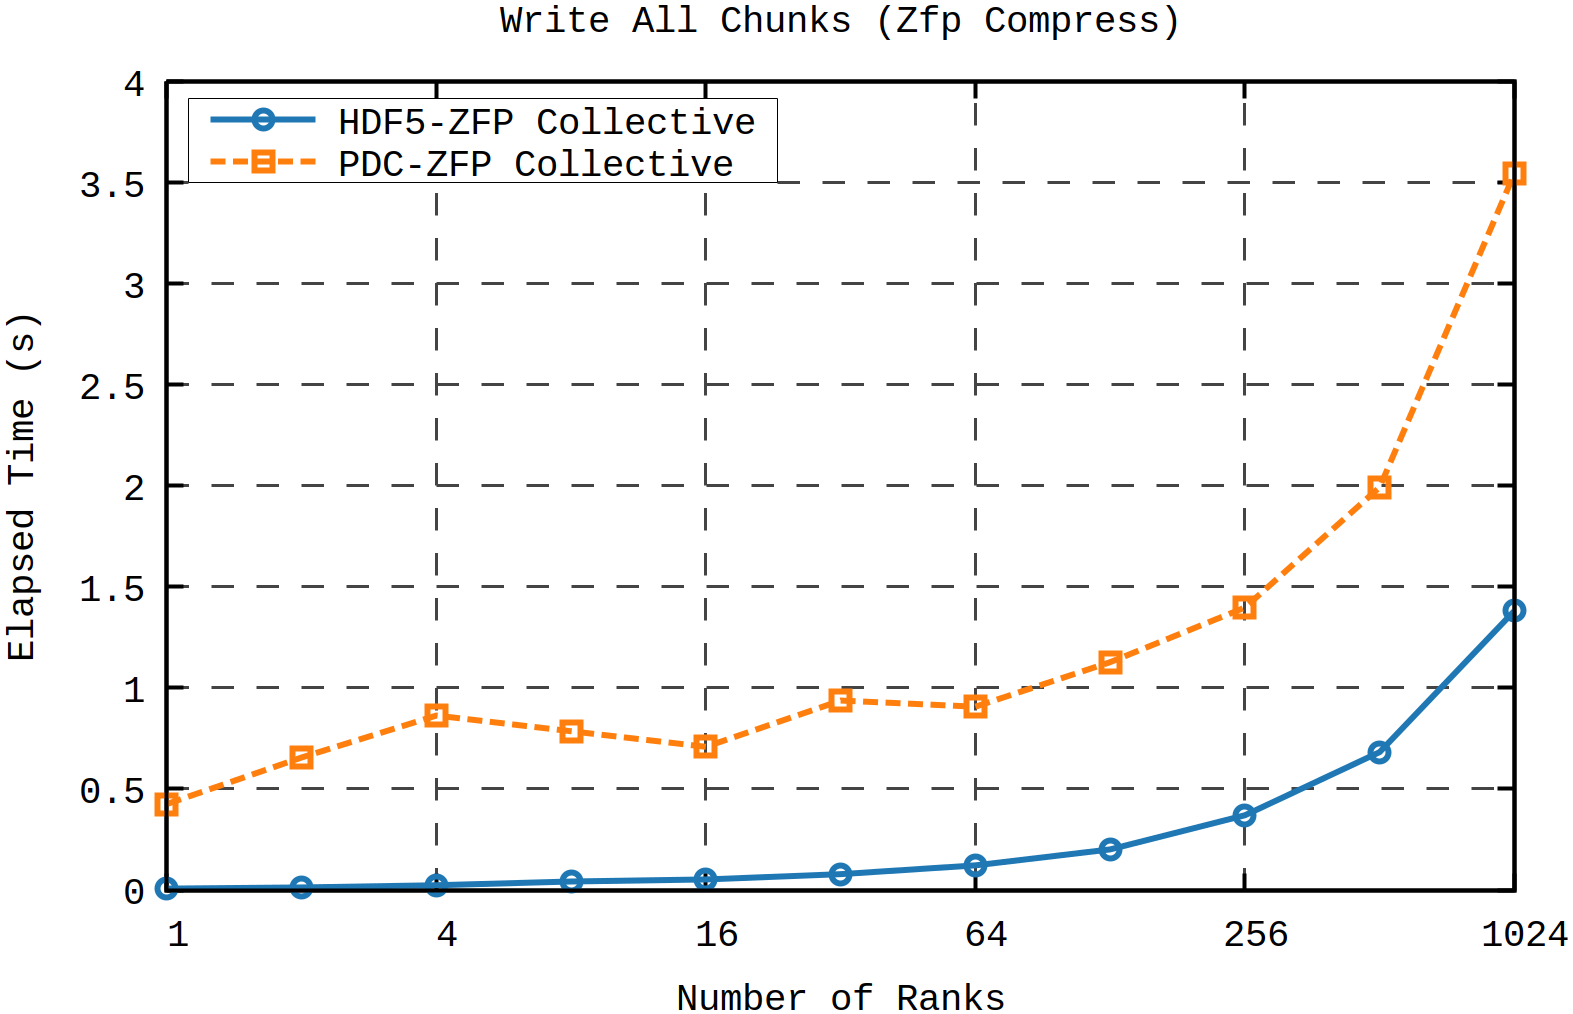 Write All Chunks (Zfp Compress)
HDF5-ZFP Collective
PDC-ZFP Collective
4
3.5
3
2.5
2
1.5
1
0.5
0
Elapsed Time (s)
1 4 16 64 256 1024
Number of Ranks